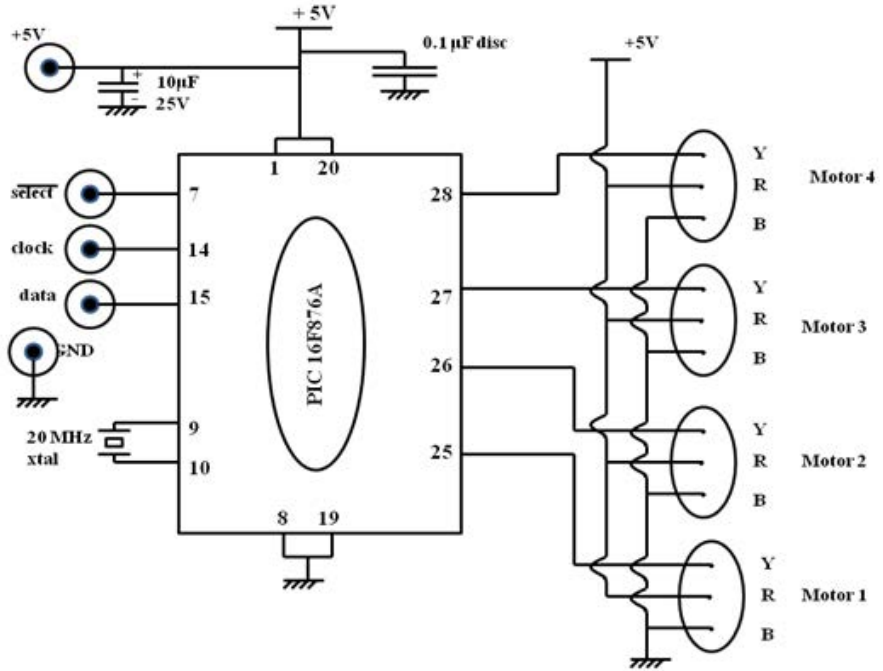 +5V
+ 5V
0.1 µF disc
+5V
+
10µF
-
25V
1 20
select
7
28
clock
14
data
15
GND
27
26
25
PIC 16F876A
20 MHz
xtal
9
10
8 19
Y
R
B
Motor 4
Y
R
B
Motor 3
Y
R
B
Motor 2
Y
R
B
Motor 1